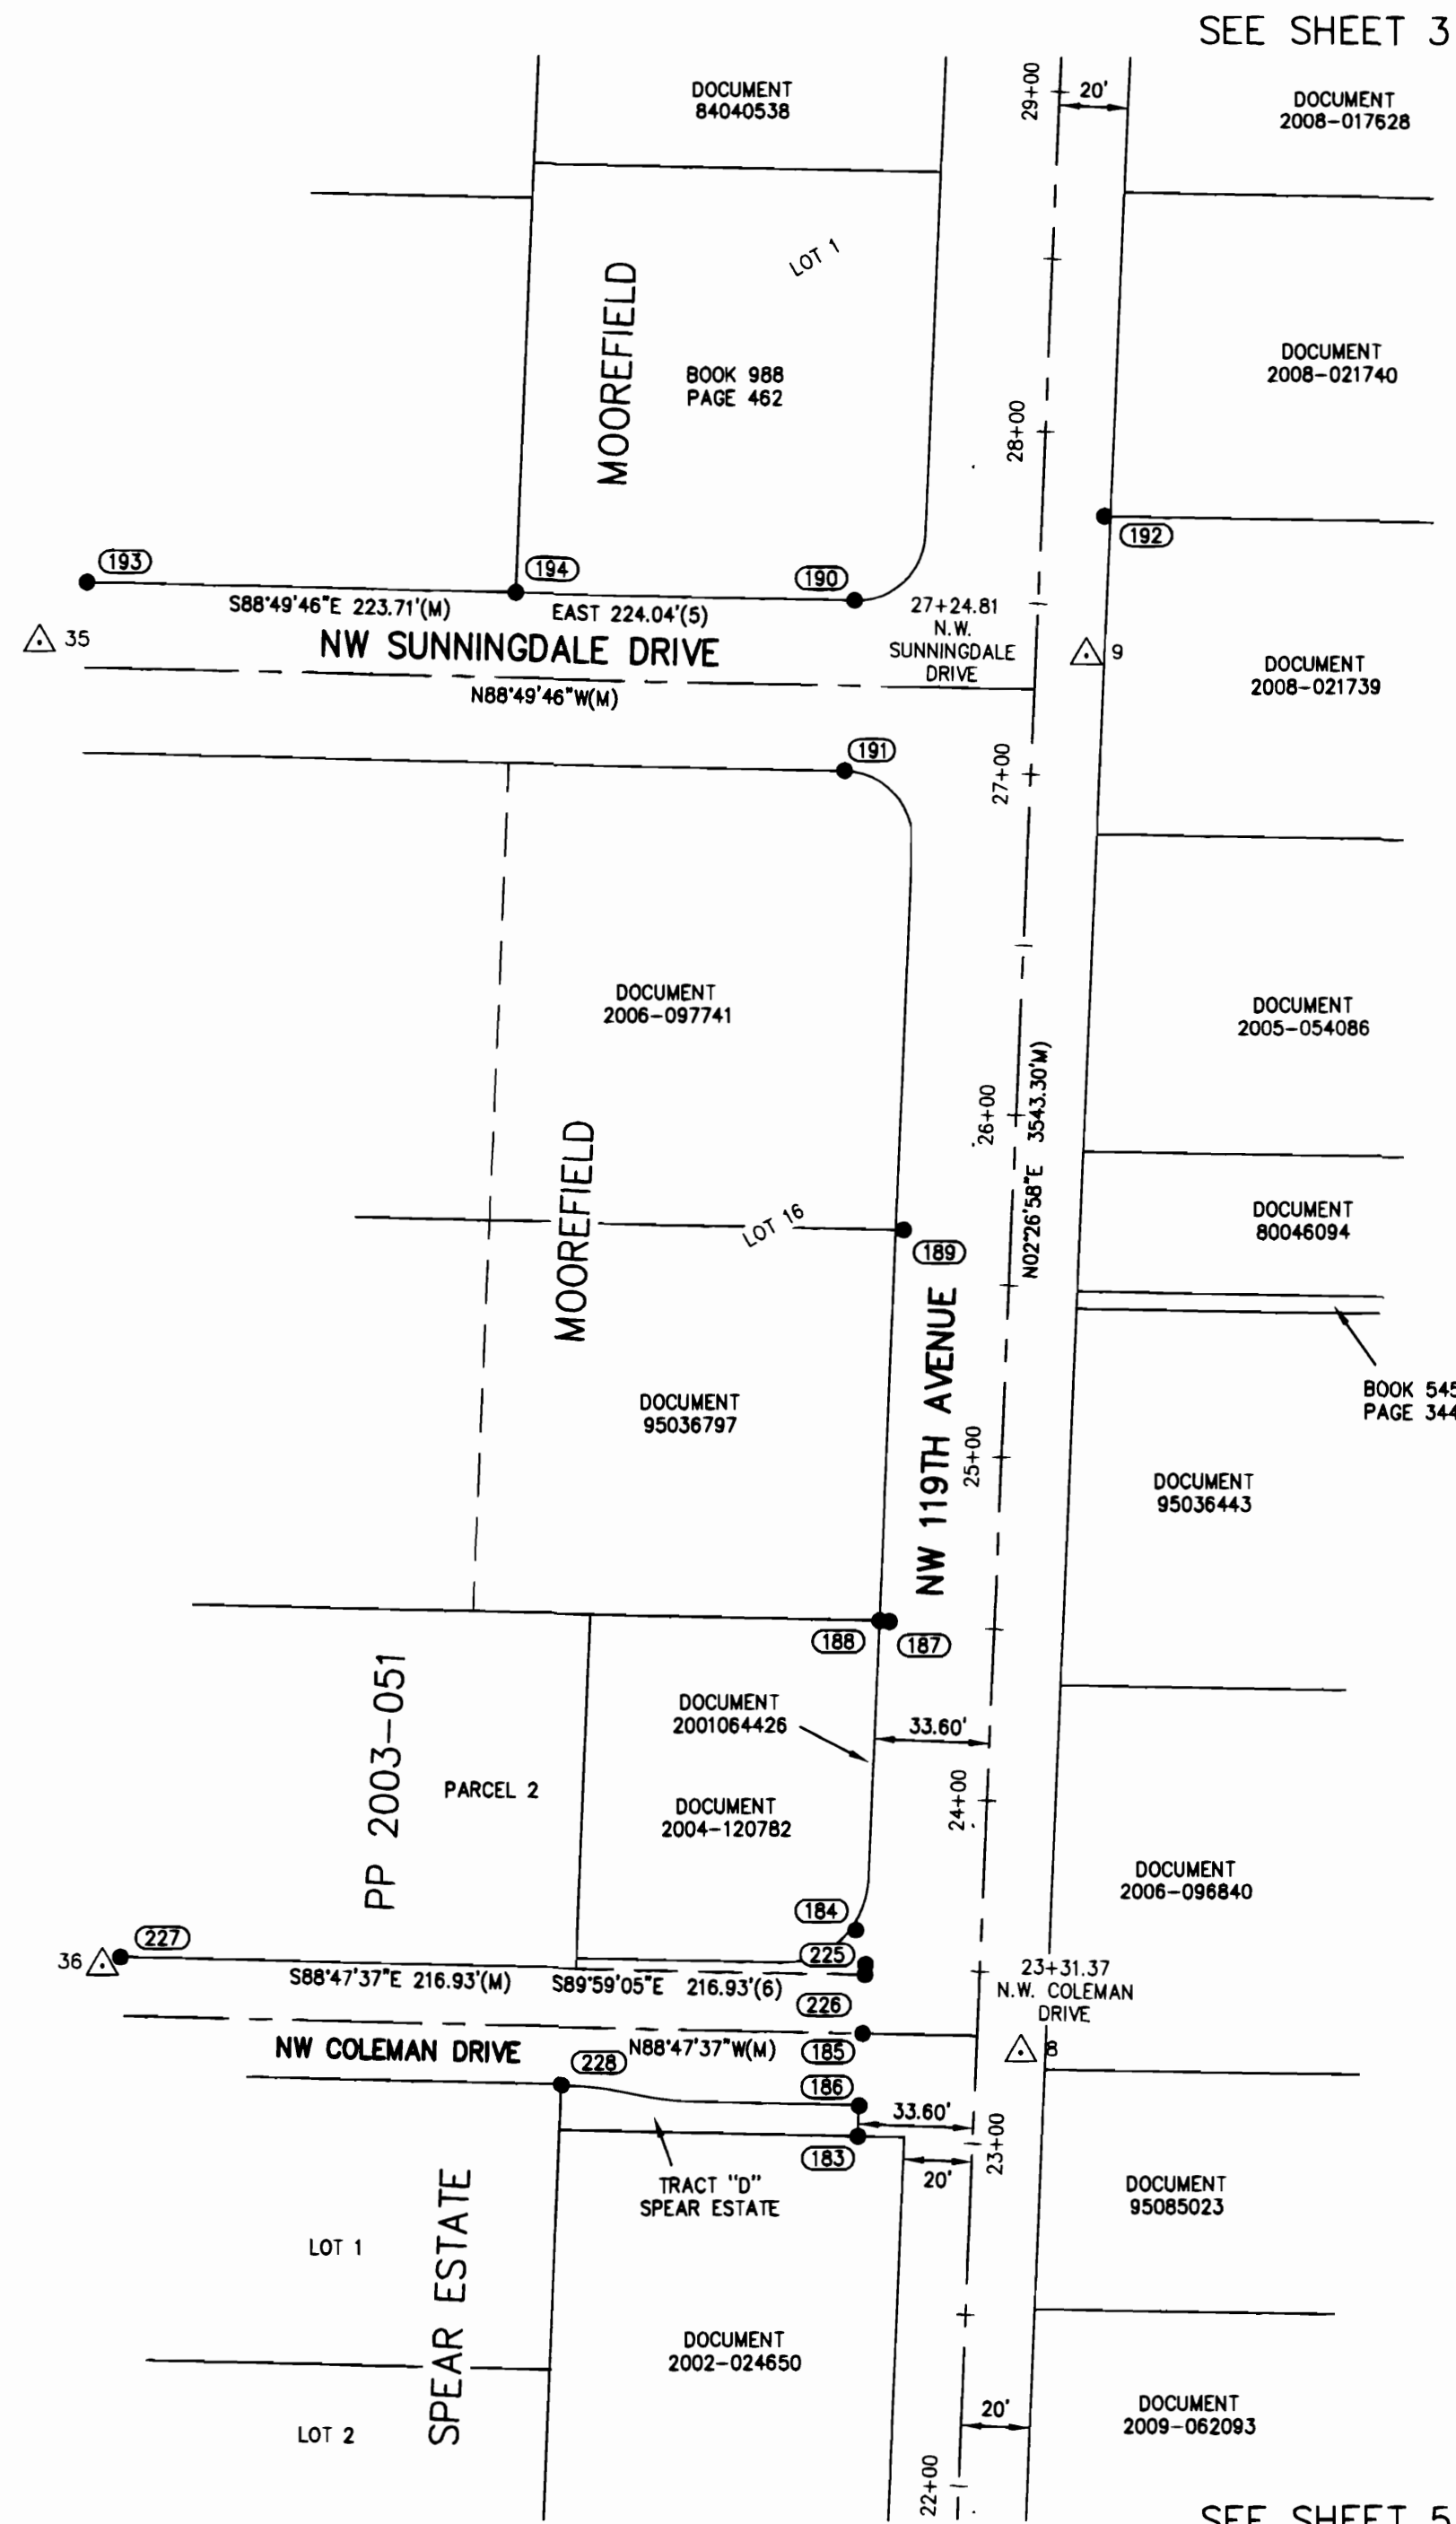 SEE SHEET 3
DOCUMENT
84040538
29+00
20'
DOCUMENT
2008-017628
LOT 1
MOOREFIELD
BOOK 988
PAGE 462
DOCUMENT
2008-021740
28+00
192
193
194
190
S88°49'46"E 223.71'(M)
EAST 224.04'(5)
27+24.81
N.W.
SUNNINGDALE
DRIVE
35
NW SUNNINGDALE DRIVE
9
DOCUMENT
2008-021739
N88°49'46"W(M)
191
27+00
DOCUMENT
2006-097741
DOCUMENT
2005-054086
26+00
N02°26'58"E 3543.30'M)
MOOREFIELD
LOT 16
189
DOCUMENT
80046094
NW 119TH AVENUE
BOOK 545
PAGE 344
DOCUMENT
95036797
25+00
DOCUMENT
95036443
188
187
PP 2003-051
DOCUMENT
2001064426
33.60'
PARCEL 2
24+00
DOCUMENT
2004-120782
DOCUMENT
2006-096840
184
227
36
225
S88°47'37"E 216.93'(M)
S89°59'05"E 216.93'(6)
23+31.37
N.W. COLEMAN
DRIVE
226
NW COLEMAN DRIVE
N88°47'37"W(M)
185
8
228
186
33.60'
23+00
183
20'
TRACT "D"
SPEAR ESTATE
DOCUMENT
95085023
LOT 1
SPEAR ESTATE
DOCUMENT
2002-024650
LOT 2
20'
DOCUMENT
2009-062093
22+00
SEE SHEET 5